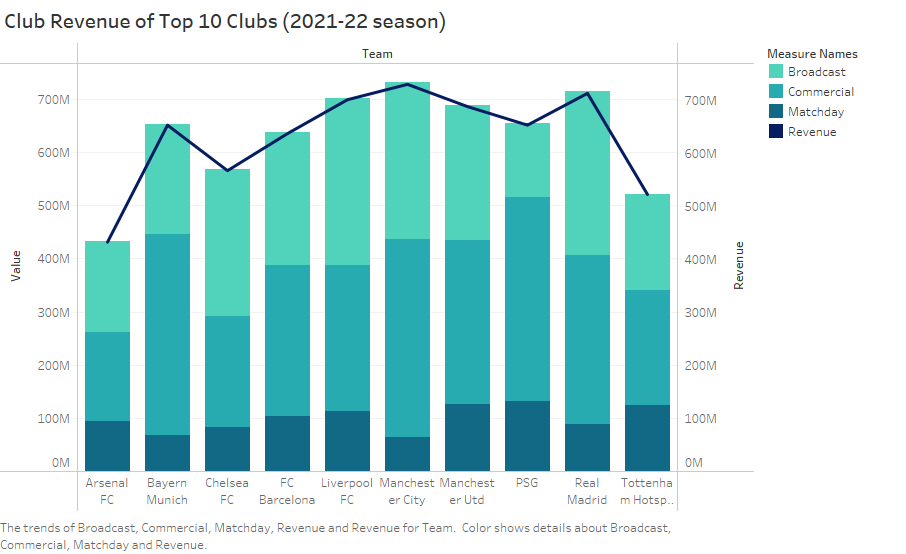 Club Revenue of Top 10 Clubs (2021-22 season)
Team
Measure Names
Broadcast
Commercial
Matchday
Revenue
700M
600M
500M
400M
300M
200M
100M
0M
Value
700M
600M
500M
400M
300M
200M
100M
0M
Revenue
Arsenal
FC
Bayern
Munich
Chelsea
FC
FC
Barcelona
Liverpool
FC
Manchest
er City
Manchest
er Utd
PSG
Real
Madrid
Tottenha
m Hotsp..
The trends of Broadcast, Commercial, Matchday, Revenue and Revenue for Team. Color shows details about Broadcast,
Commercial, Matchday and Revenue.